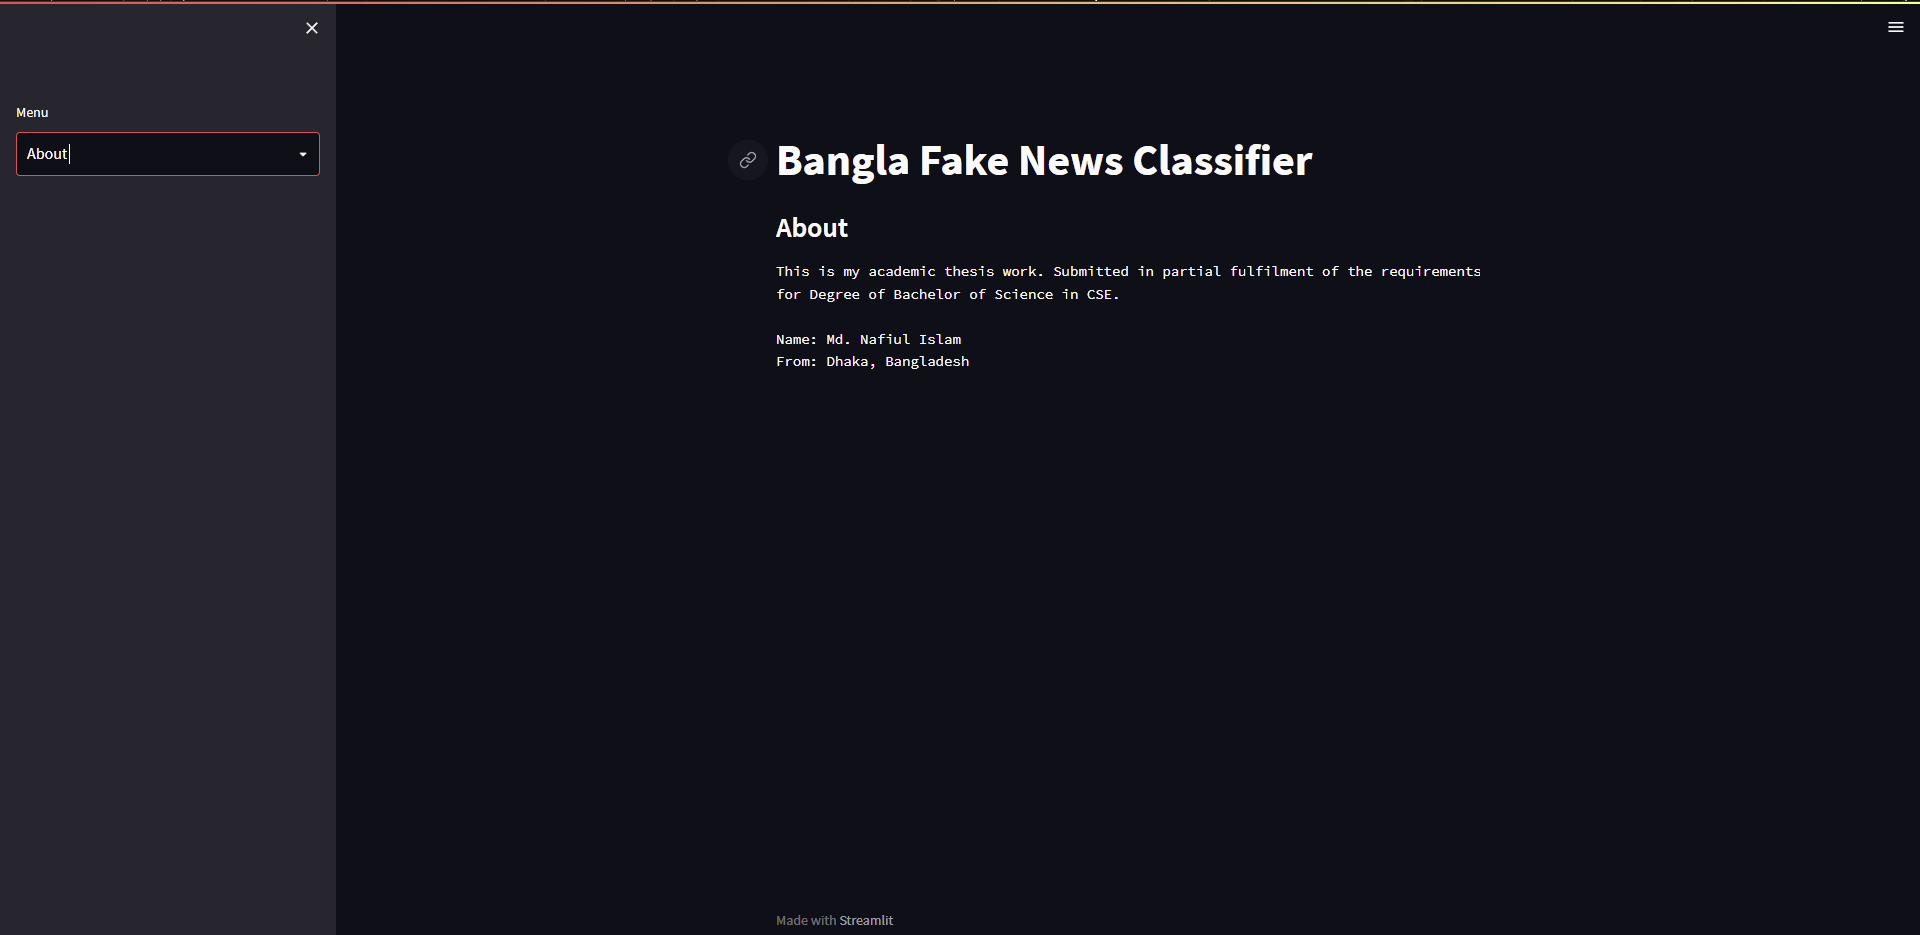 Menu
About
Bangla Fake News Classifier
About
This is my academic thesis work. Submitted in partial fulfilment of the requirements
for Degree of Bachelor of Science in CSE.
Name: Md. Nafiul Islam
From: Dhaka, Bangladesh
Made with Streamlit